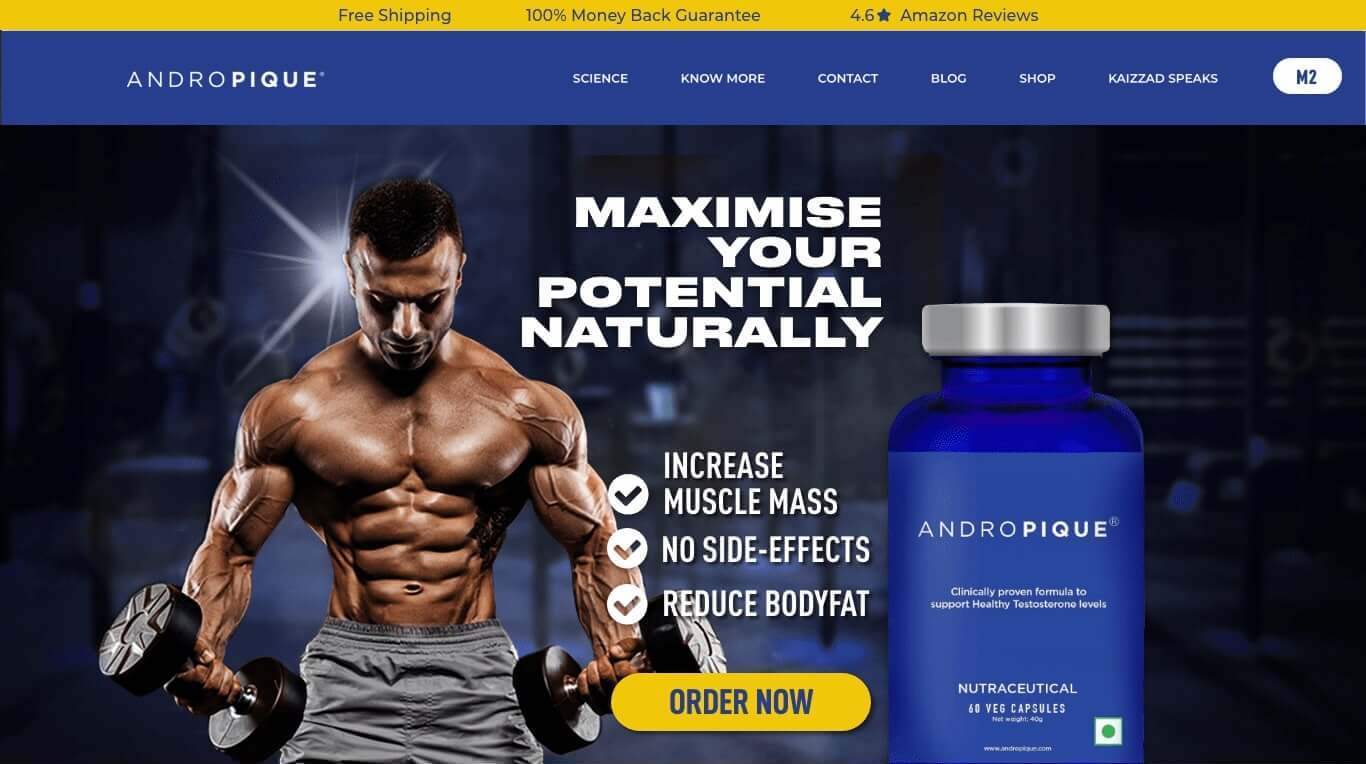 Free Shipping 100% Money Back Guarantee 4.6★ Amazon Reviews
ANDROPIQUE®
SCIENCE KNOW MORE CONTACT BLOG SHOP KAIZZAD SPEAKS M2
MAXIMISE
YOUR
POTENTIAL
NATURALLY
INCREASE
MUSCLE MASS
NO SIDE-EFFECTS
REDUCE BODYFAT
ORDER NOW
ANDROPIQUE®
Clinically proven formula to
support Healthy Testosterone levels
NUTRACEUTICAL
60 VEG CAPSULES
Net weight: 40g
www.andropique.com